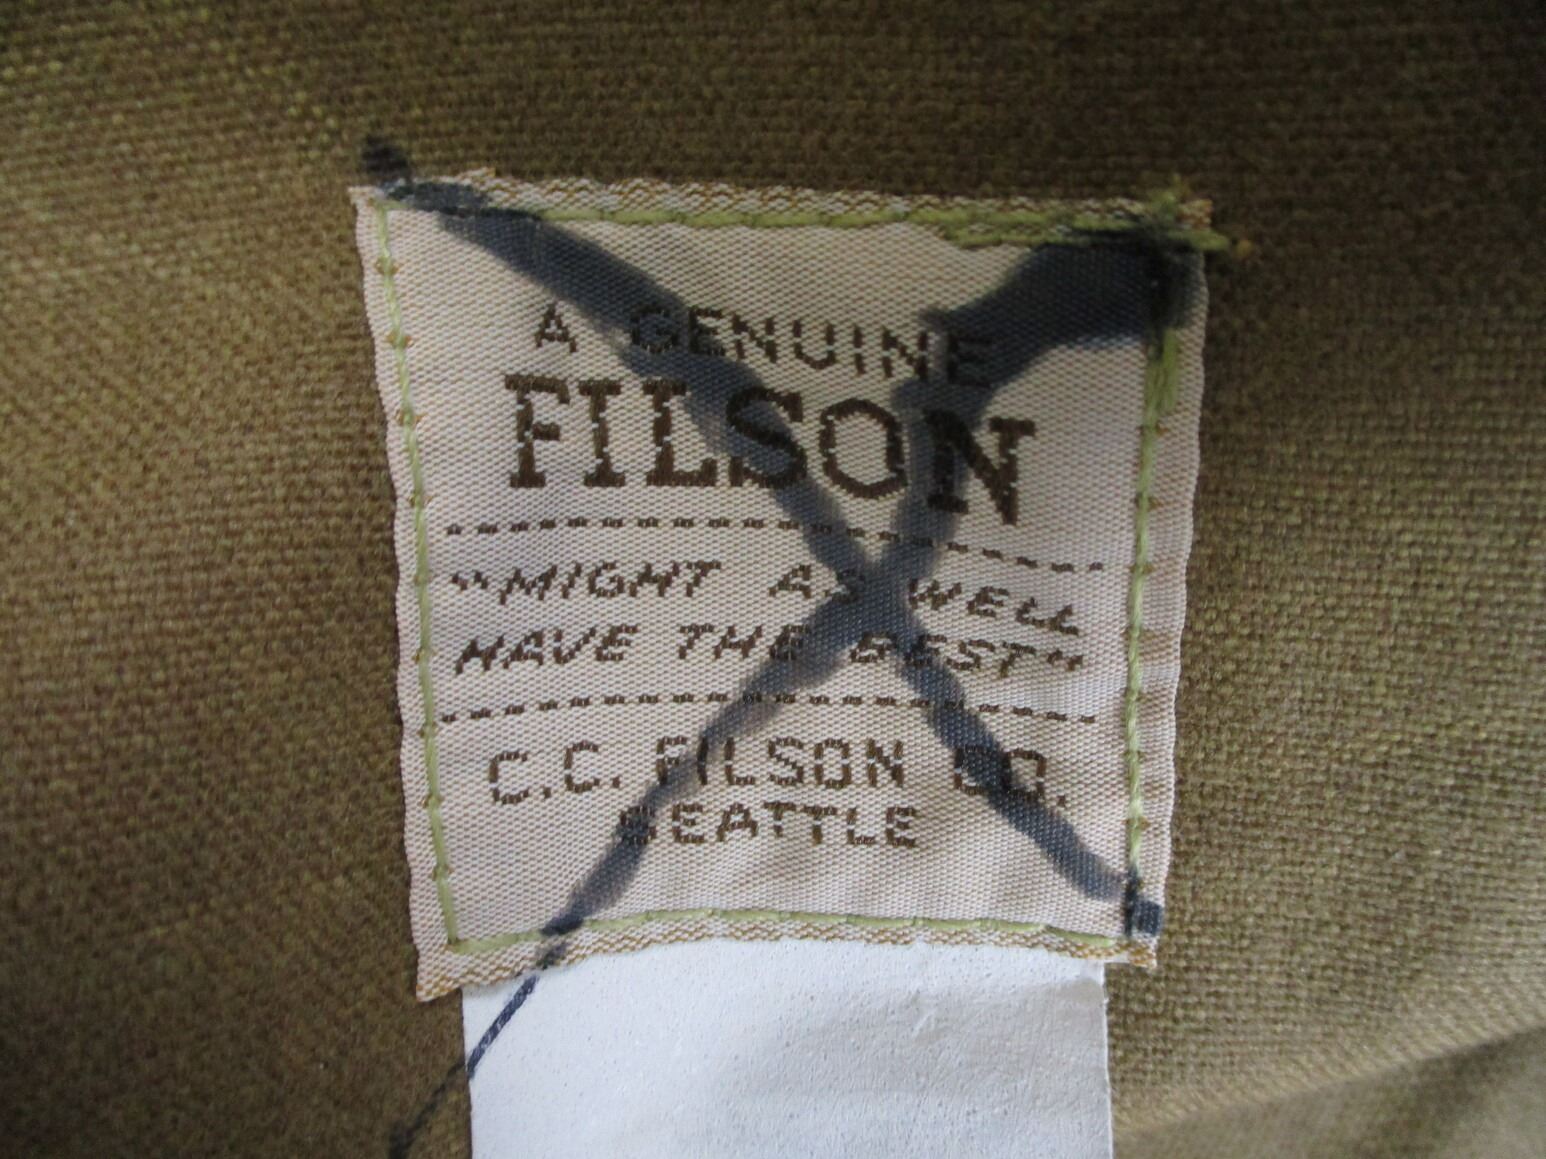 A GENUINE
FILSON
"MIGHT AS WELL
HAVE THE BEST"
C.C. FILSON CO.
SEATTLE